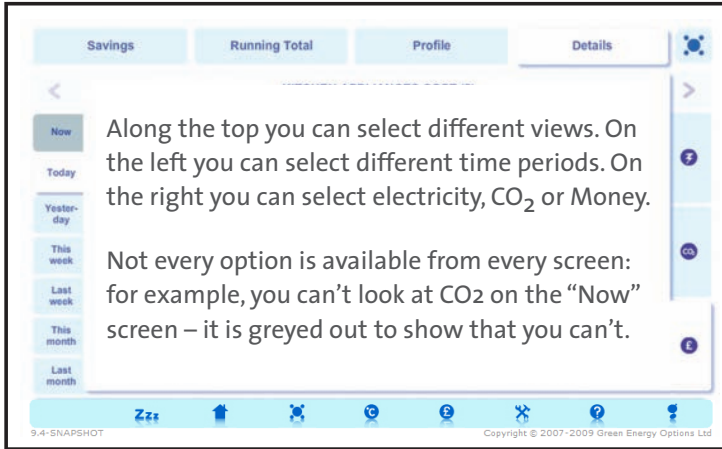 Savings Running Total Profile Details
Now
Today
Yester-
day
This
week
Last
week
This
month
Last
month
Along the top you can select different views. On
the left you can select different time periods. On
the right you can select electricity, CO₂ or Money.
Not every option is available from every screen:
for example, you can’t look at CO2 on the “Now”
screen – it is greyed out to show that you can’t.
CO₂
£
Zzz C £ ?
9.4-SNAPSHOT Copyright © 2007-2009 Green Energy Options Ltd